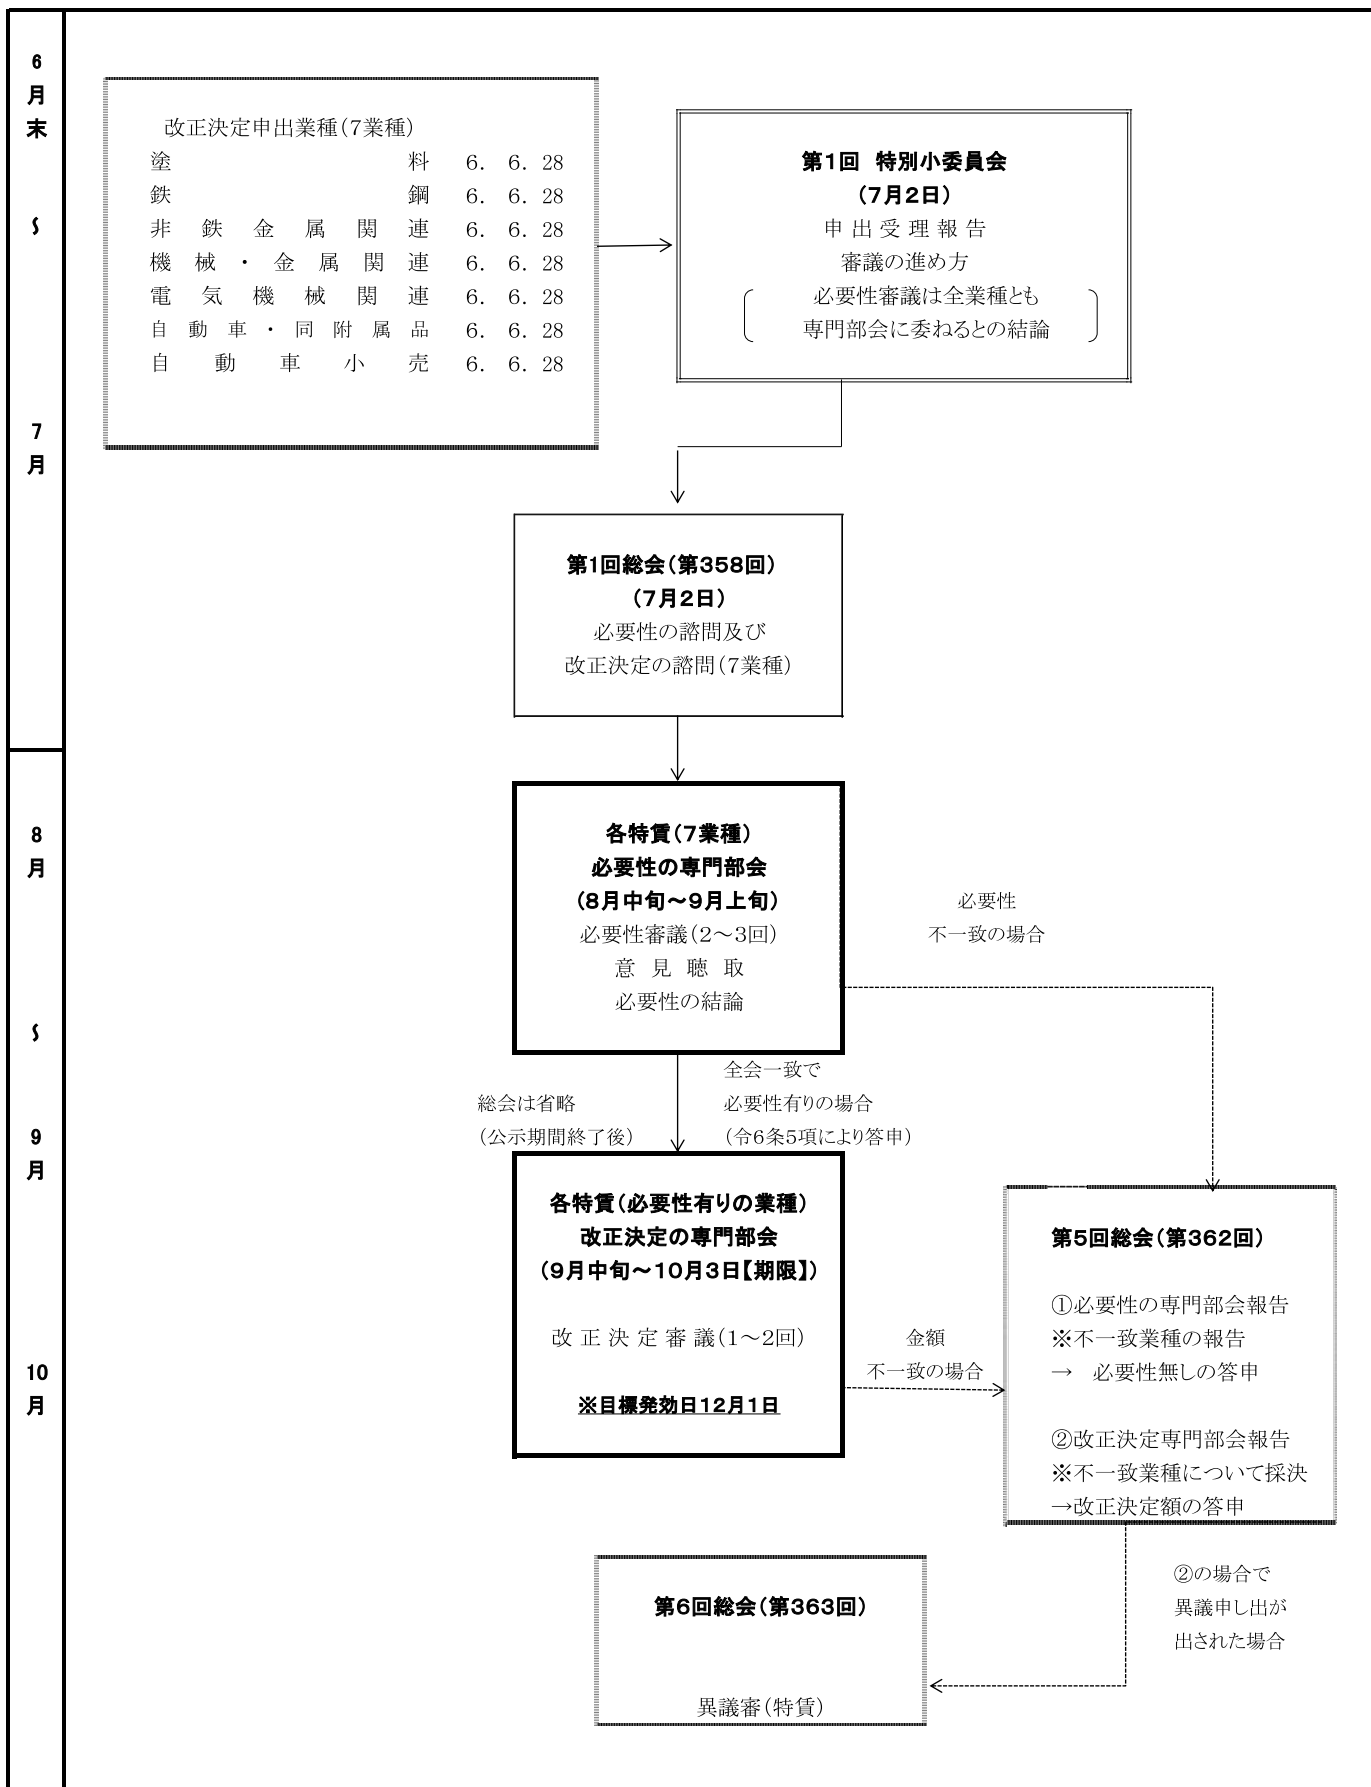 6
月
末
～
7
月
改正決定申出業種(7業種)
塗料 6. 6. 28
鉄鋼 6. 6. 28
非鉄金属関連 6. 6. 28
機械・金属関連 6. 6. 28
電気機械関連 6. 6. 28
自動車・同附属品 6. 6. 28
自動車小売 6. 6. 28
第1回 特別小委員会
(7月2日)
申出受理報告
審議の進め方
必要性審議は全業種とも
専門部会に委ねるとの結論
第1回総会(第358回)
(7月2日)
必要性の諮問及び
改正決定の諮問(7業種)
8
月
～
9
月
10
月
各特賃(7業種)
必要性の専門部会
(8月中旬～9月上旬)
必要性審議(2～3回)
意見聴取
必要性の結論
必要性
不一致の場合
総会は省略
(公示期間終了後)
全会一致で
必要性有りの場合
(令6条5項により答申)
各特賃(必要性有りの業種)
改正決定の専門部会
(9月中旬～10月3日【期限】)
改正決定審議(1～2回)
※目標発効日12月1日
金額
不一致の場合
第5回総会(第362回)
①必要性の専門部会報告
※不一致業種の報告
→ 必要性無しの答申
②改正決定専門部会報告
※不一致業種について採決
→改正決定額の答申
②の場合で
異議申し出が
出された場合
第6回総会(第363回)
異議審(特賃)